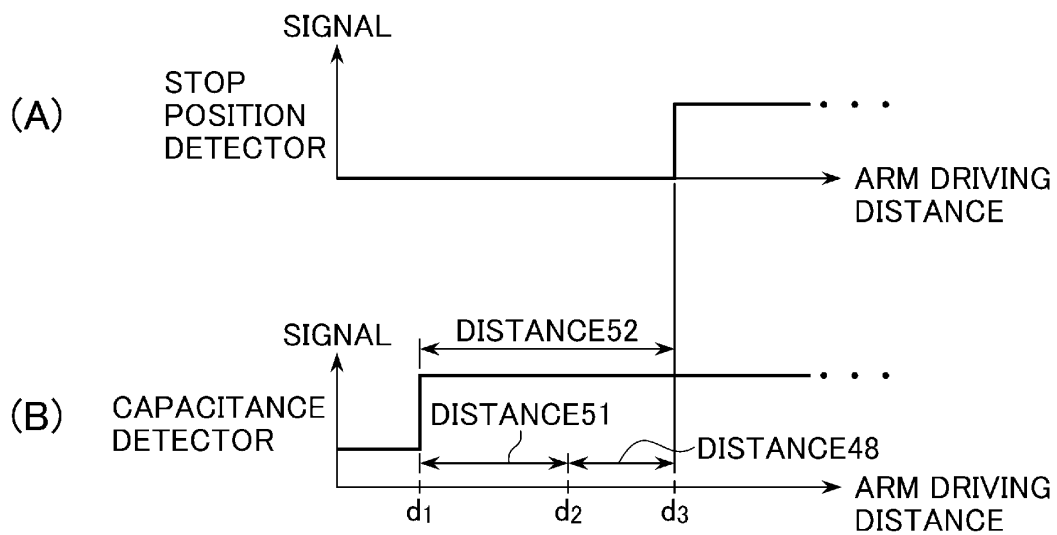 SIGNAL
(A)
STOP
POSITION
DETECTOR
. . .
ARM DRIVING
DISTANCE
SIGNAL
DISTANCE52
. . .
(B)
CAPACITANCE
DETECTOR
DISTANCE51
DISTANCE48
ARM DRIVING
DISTANCE
d1 d2 d3